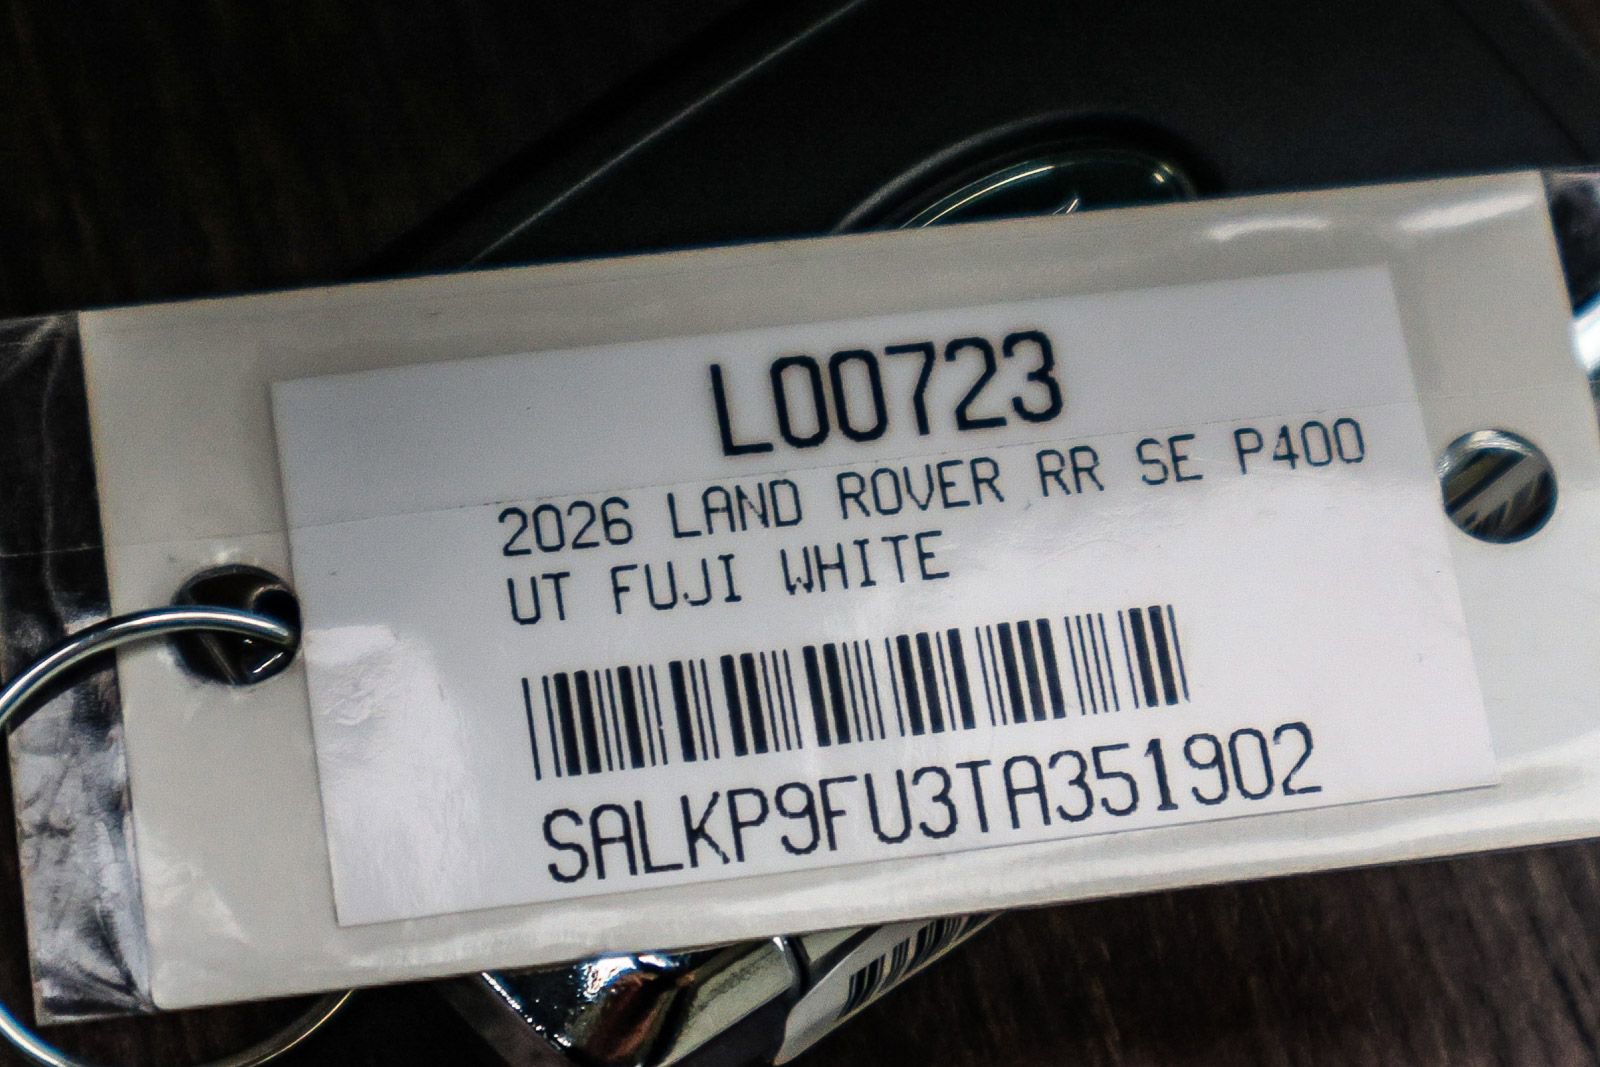 L00723
2026 LAND ROVER RR SE P400
UT FUJI WHITE
SALKP9FU3TA351902